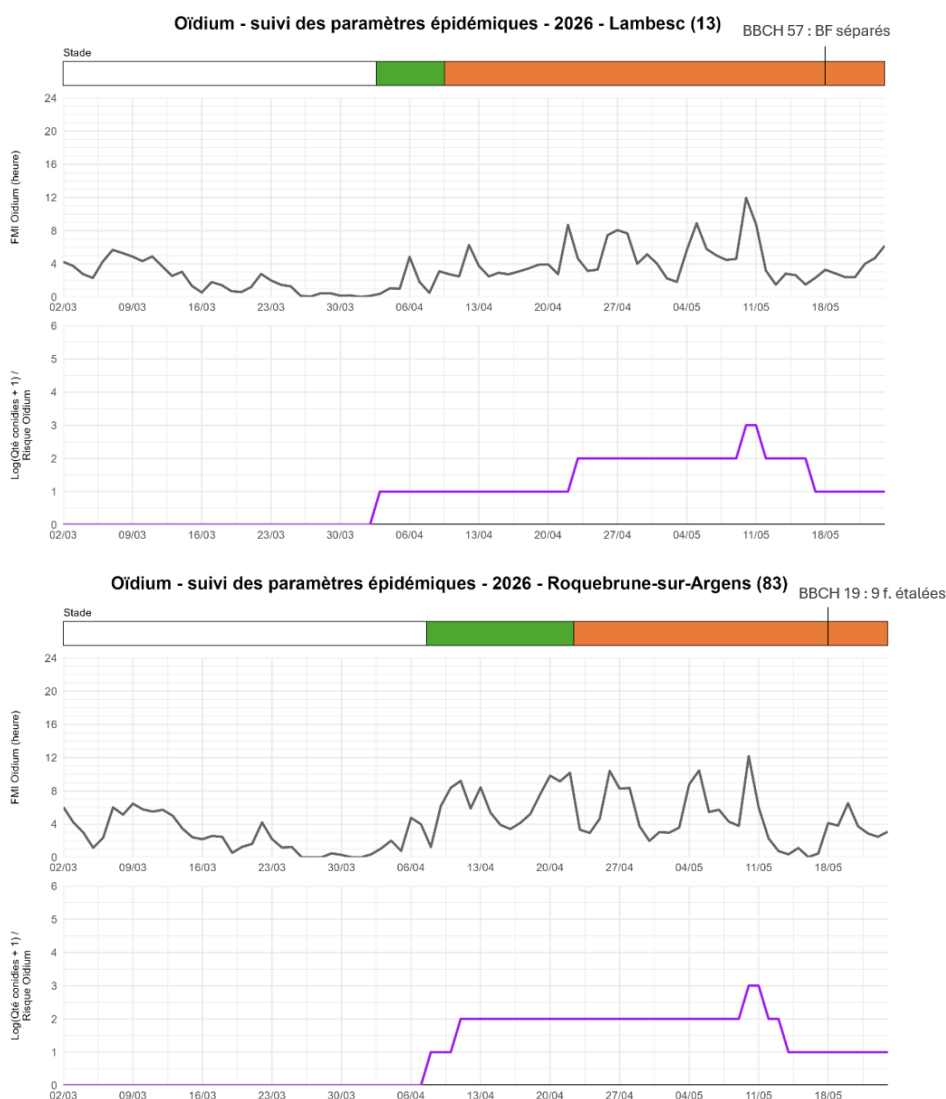 Oïdium - suivi des paramètres épidémiques - 2026 - Lambesc (13)
BBCH 57 : BF séparés
Stade
24
20
16
12
8
4
0
FMI Oïdium (heure)
02/03 09/03 16/03 23/03 30/03 06/04 13/04 20/04 27/04 04/05 11/05 18/05
6
5
4
3
2
1
0
Log(Qté conidies + 1) /
Risque Oïdium
02/03 09/03 16/03 23/03 30/03 06/04 13/04 20/04 27/04 04/05 11/05 18/05
Oïdium - suivi des paramètres épidémiques - 2026 - Roquebrune-sur-Argens (83)
BBCH 19 : 9 f. étalées
Stade
24
20
16
12
8
4
0
FMI Oïdium (heure)
02/03 09/03 16/03 23/03 30/03 06/04 13/04 20/04 27/04 04/05 11/05 18/05
6
5
4
3
2
1
0
Log(Qté conidies + 1) /
Risque Oïdium
02/03 09/03 16/03 23/03 30/03 06/04 13/04 20/04 27/04 04/05 11/05 18/05